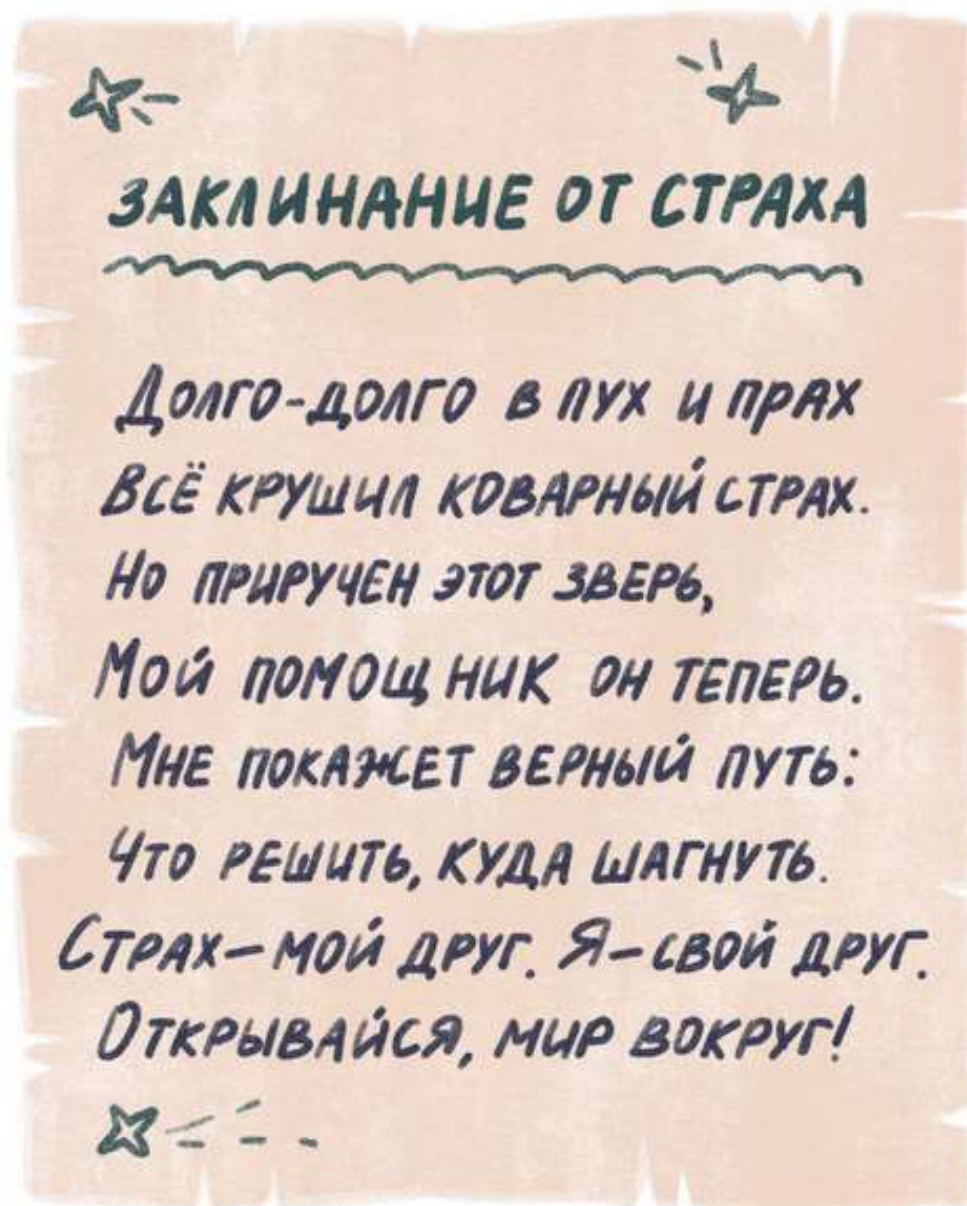 ЗАКЛИНАНИЕ ОТ СТРАХА
Долго-долго в пух и прах
Всё крушил коварный страх.
Но приручен этот зверь,
Мой помощник он теперь.
Мне покажет верный путь:
Что решить, куда шагнуть.
Страх – мой друг. Я – свой друг.
Открывайся, мир вокруг!